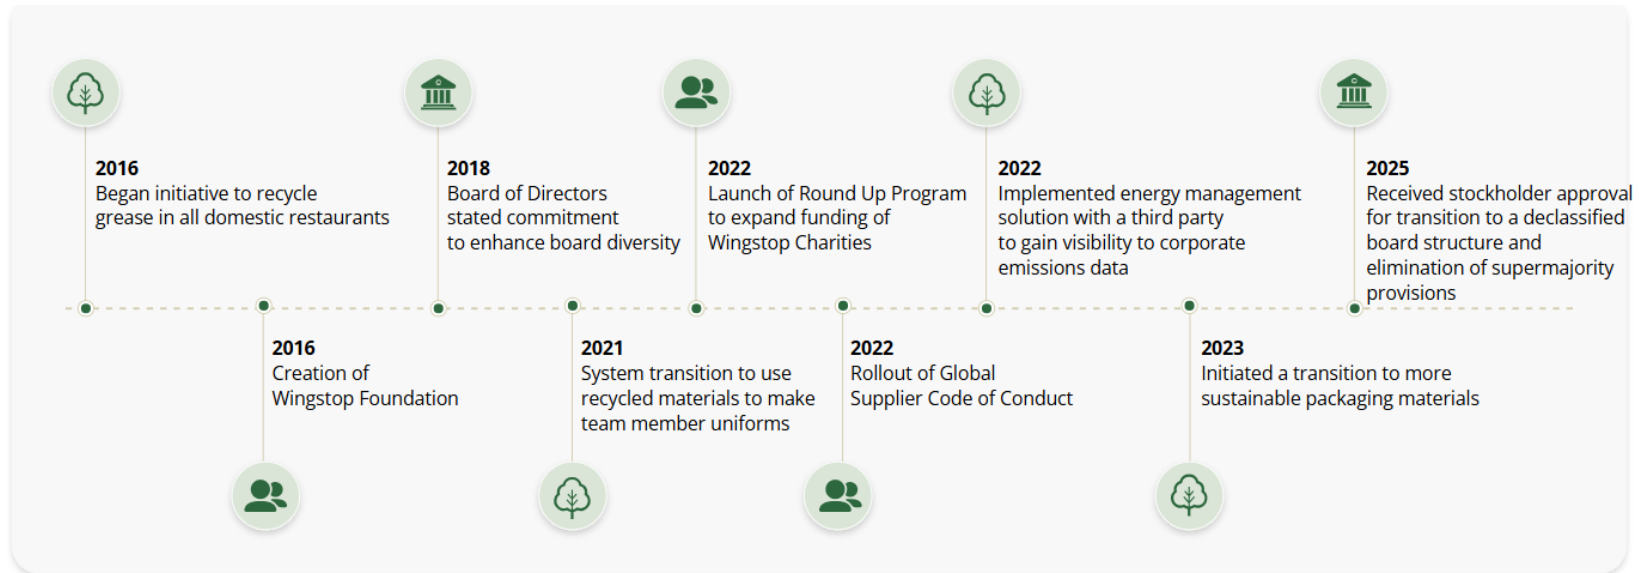 2016
Began initiative to recycle
grease in all domestic restaurants
2018
Board of Directors
stated commitment
to enhance board diversity
2022
Launch of Round Up Program
to expand funding of
Wingstop Charities
2022
Implemented energy management
solution with a third party
to gain visibility to corporate
emissions data
2025
Received stockholder approval
for transition to a declassified
board structure and
elimination of supermajority
provisions
2016
Creation of
Wingstop Foundation
2021
System transition to use
recycled materials to make
team member uniforms
2022
Rollout of Global
Supplier Code of Conduct
2023
Initiated a transition to more
sustainable packaging materials